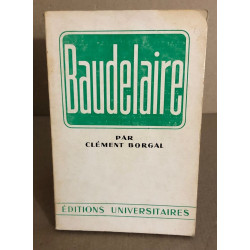 Baudelaire
PAR
CLÉMENT BORGAL
ÉDITIONS UNIVERSITAIRES